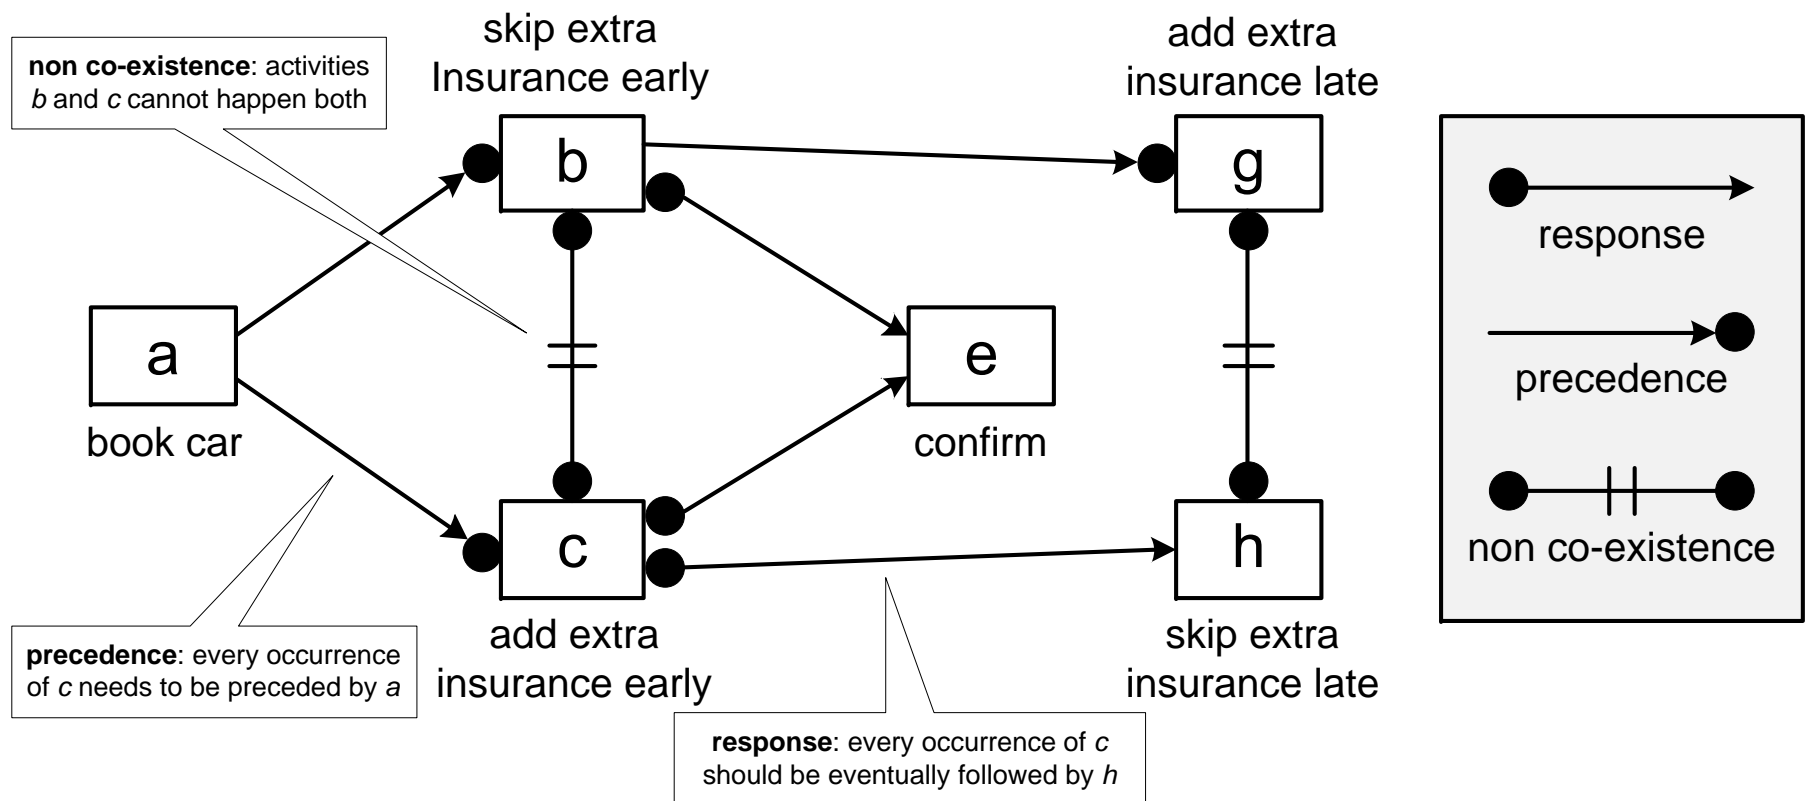 skip extra
Insurance early
add extra
insurance late
non co-existence: activities
b and c cannot happen both
b
g
response
a
book car
e
confirm
precedence
c
h
non co-existence
add extra
insurance early
skip extra
insurance late
precedence: every occurrence
of c needs to be preceded by a
response: every occurrence of c
should be eventually followed by h